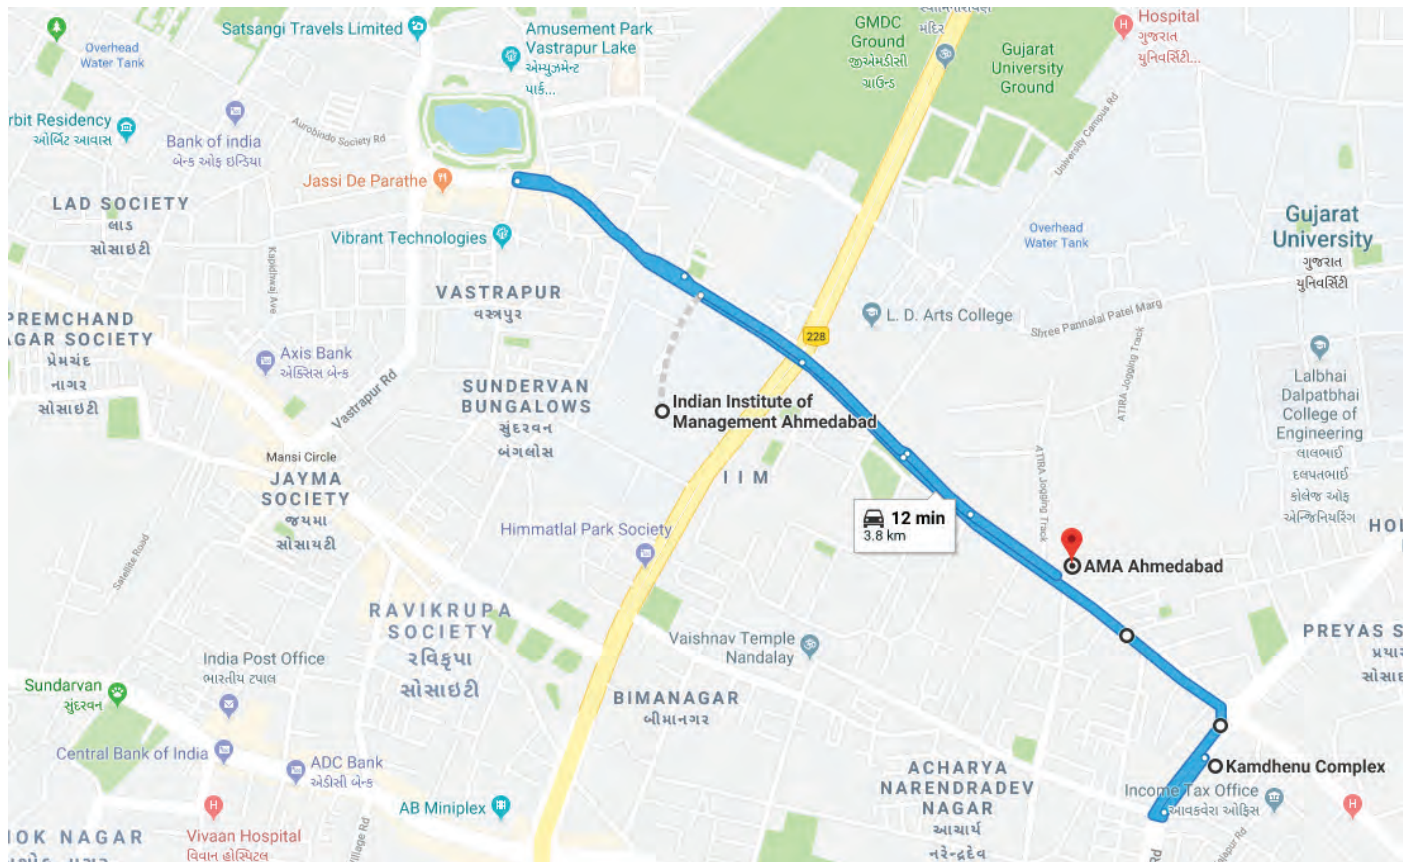 Satsangi Travels Limited
Amusement Park
Vastrapur Lake
એમ્યુઝમેન્ટ
પાર્ક...
GMDC
Ground
જીએમડીસી
ગ્રાઉન્ડ
મંદિર
Gujarat
University
Ground
Hospital
ગુજરાત
યુનિવર્સિટી...
Overhead
Water Tank
rbit Residency
ઓર્બિટ આવાસ
Bank of india
બેન્ક ઓફ ઇન્ડિયા
Aurobindo Society Rd
University Campus Rd
Jassi De Parathe
LAD SOCIETY
લાડ
સોસાઇટી
Vibrant Technologies
Overhead
Water Tank
Gujarat
University
ગુજરાત
યુનિવર્સિટી
Kapidhwaj Ave
VASTRAPUR
વસ્ત્રાપુર
PREMCHAND
AGAR SOCIETY
પ્રેમચંદ
નાગર
સોસાઇટી
Axis Bank
એક્સિસ બેન્ક
228
L. D. Arts College
Shree Pannalal Patel Marg
ATIRA Jogging Track
Lalbhai
Dalpatbhai
College of
Engineering
લાલભાઈ
દલપતભાઈ
કોલેજ ઓફ
એન્જિનિયરિંગ
Vastrapur Rd
SUNDERVAN
BUNGALOWS
સુંદરવન
બંગલોસ
Indian Institute of
Management Ahmedabad
Mansi Circle
JAYMA
SOCIETY
જયમા
સોસાયટી
IIM
ATIRA Jogging Track
12 min
3.8 km
Himmatlal Park Society
HOL
Satellite Road
AMA Ahmedabad
RAVIKRUPA
SOCIETY
રવિકૃપા
સોસાઇટી
Vaishnav Temple
Nandalay
PREYAS S
પ્રયા
સોસા
India Post Office
ભારતીય ટપાલ
Sundarvan
સુંદરવન
BIMANAGAR
બીમાનગર
Central Bank of India
ADC Bank
એડીસી બેન્ક
Kamdhenu Complex
ACHARYA
NARENDRADEV
NAGAR
આચાર્ય
નરેન્દ્રદેવ
Income Tax Office
આવકવેરા ઓફિસ
AB Miniplex
Vivaan Hospital
વિવાન હોસ્પિટલ
HOK NAGAR
Village Rd
Rd